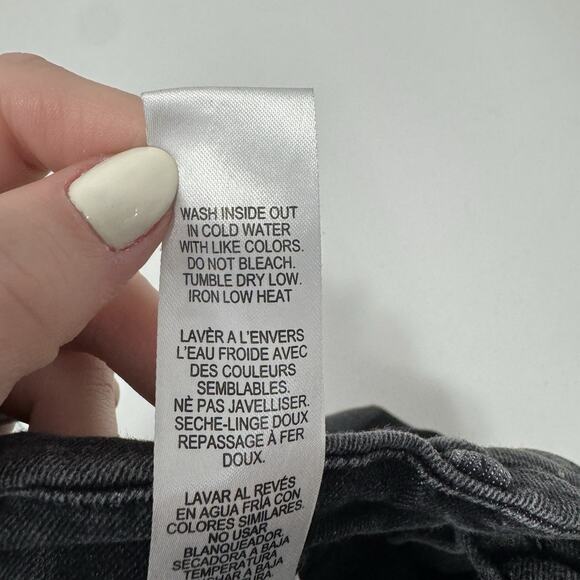 WASH INSIDE OUT
IN COLD WATER
WITH LIKE COLORS.
DO NOT BLEACH.
TUMBLE DRY LOW.
IRON LOW HEAT
LAVÈR A L'ENVERS
L'EAU FROIDE AVEC
DES COULEURS
SEMBLABLES.
NÈ PAS JAVELLISER.
SECHE-LINGE DOUX
REPASSAGE À FER
DOUX.
LAVAR AL REVÉS
EN AGUA FRÍA CON
COLORES SIMILARES.
NO USAR
BLANQUEADOR.
SECADORA A BAJA
TEMPERATURA
A BAJA